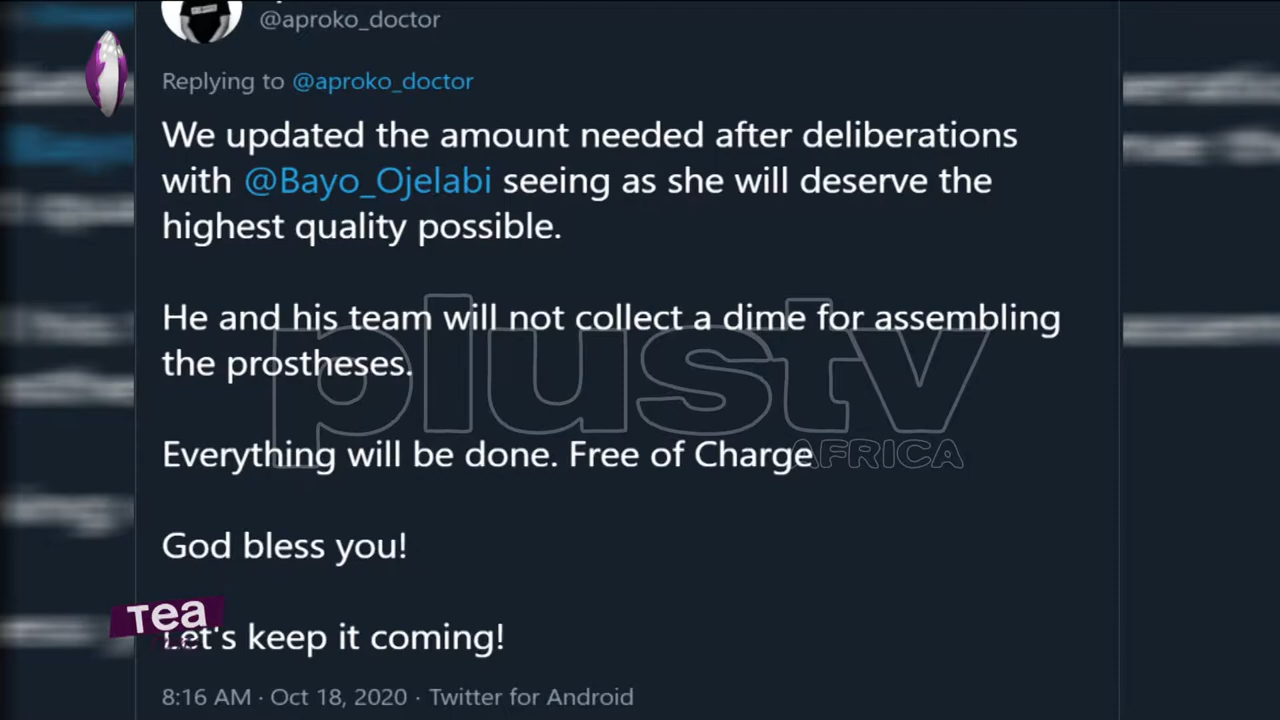 @aproko_doctor
Replying to @aproko_doctor
We updated the amount needed after deliberations
with @Bayo_Ojelabi seeing as she will deserve the
highest quality possible.
He and his team will not collect a dime for assembling
the prostheses.
plustv
AFRICA
Everything will be done. Free of Charge
God bless you!
Tea
Let's keep it coming!
8:16 AM · Oct 18, 2020 · Twitter for Android